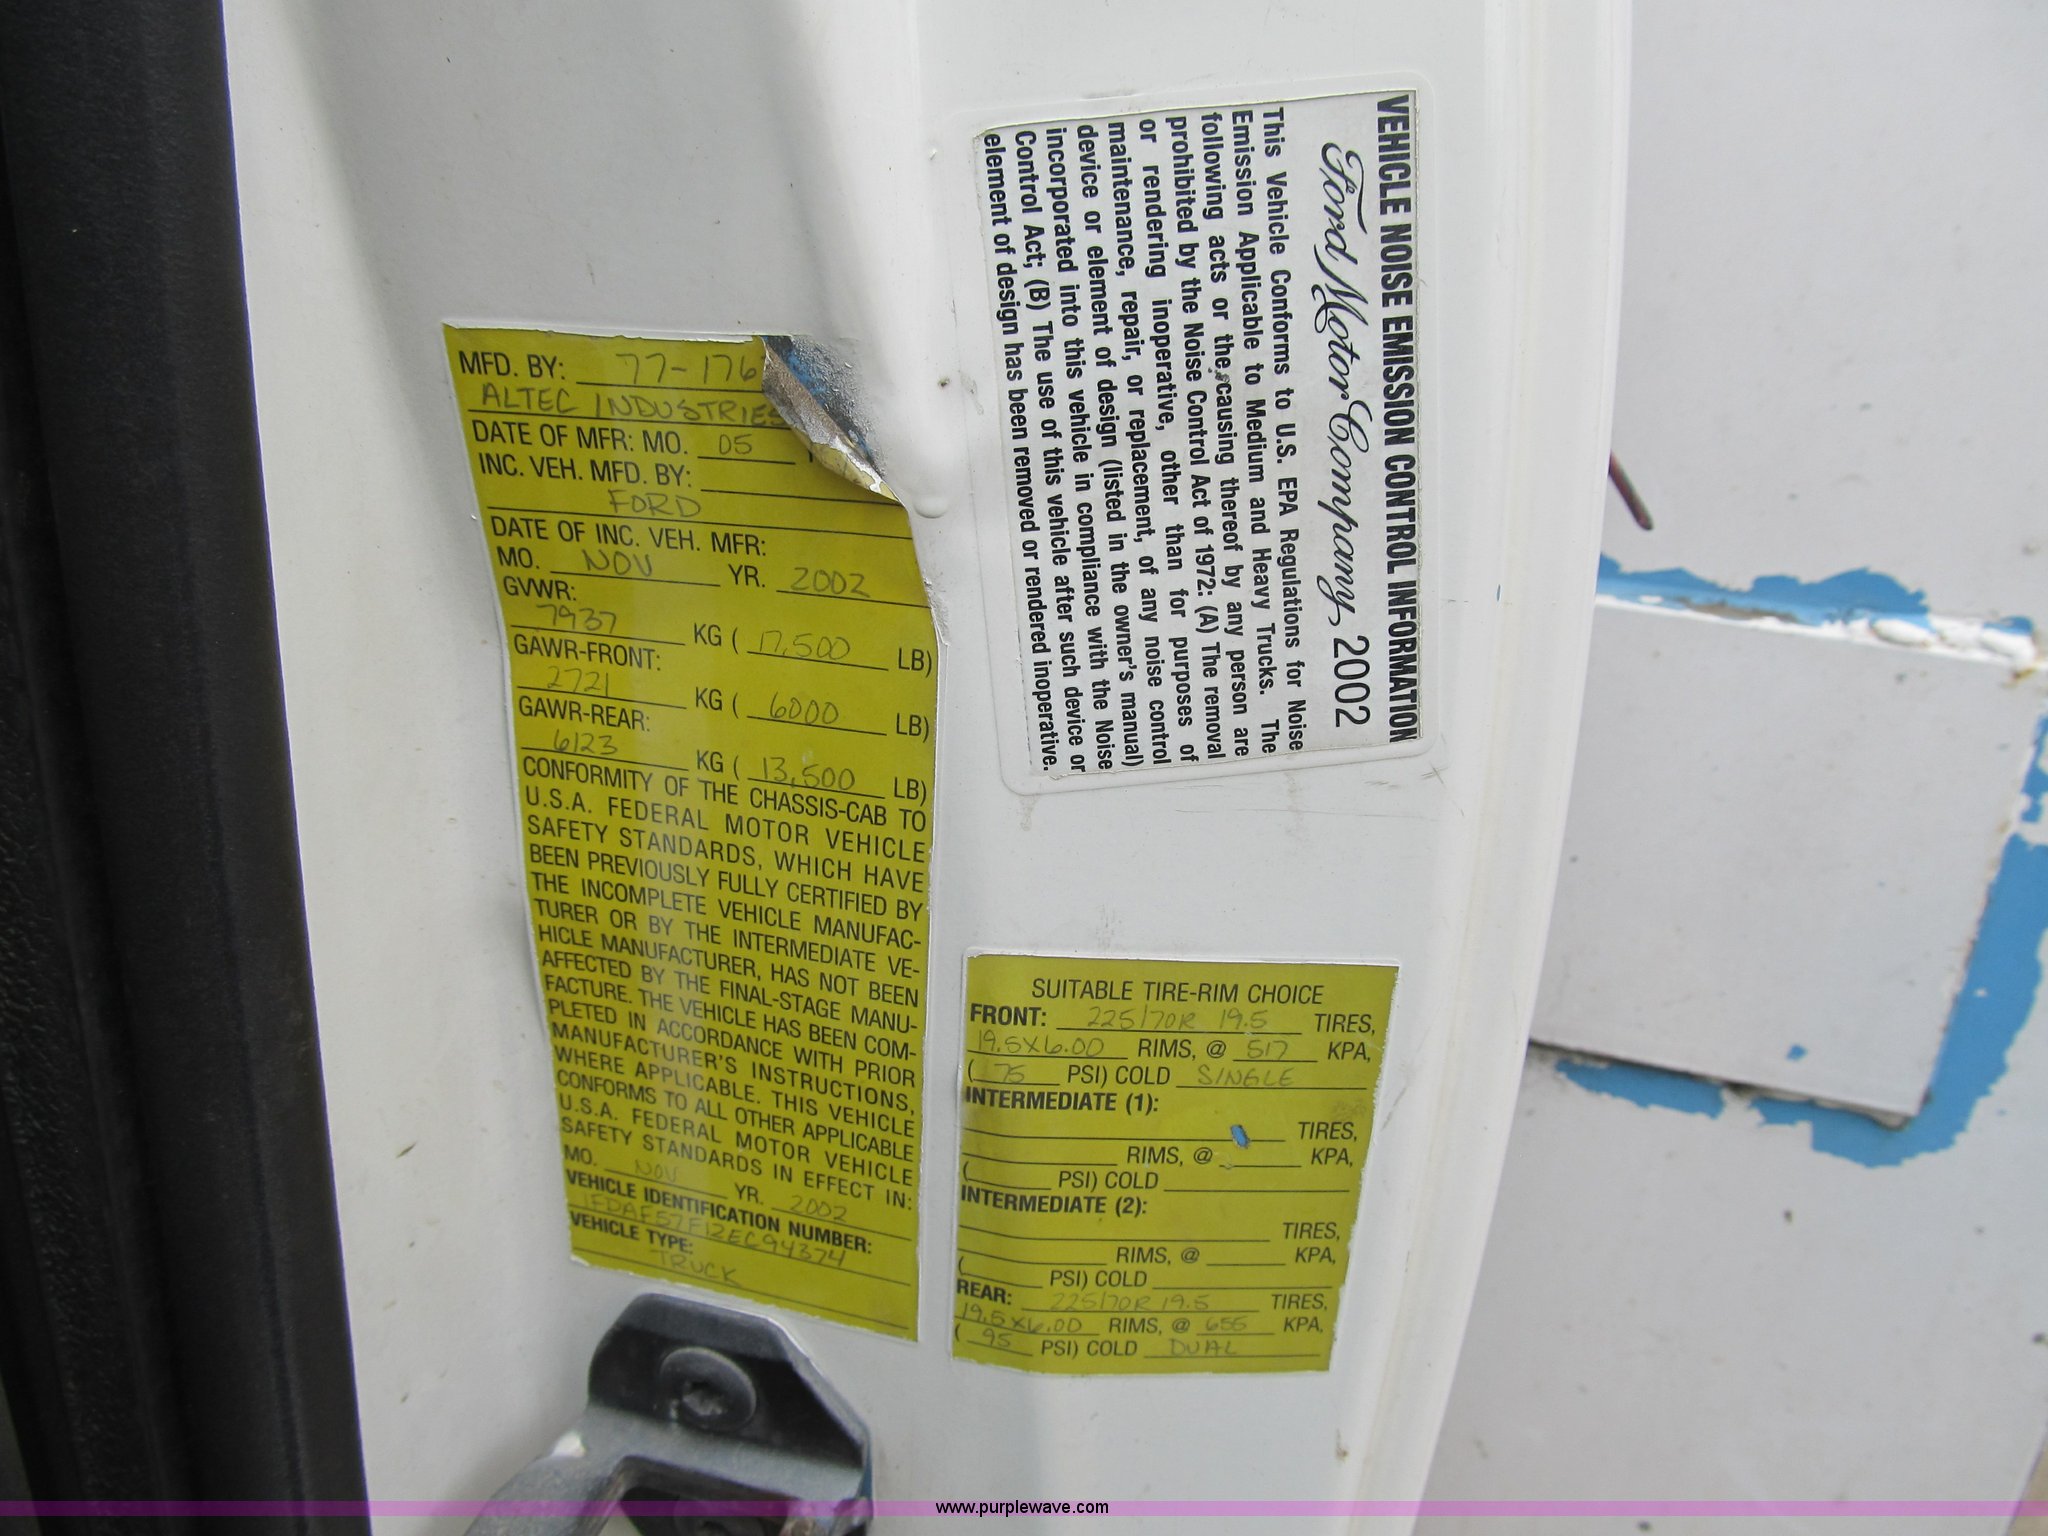 VEHICLE NOISE EMISSION CONTROL INFORMATION
Ford Motor Company, 2002
This Vehicle Conforms to U.S. EPA Regulations for Noise
Emission Applicable to Medium and Heavy Trucks. The
following acts or the causing thereof by any person are
prohibited by the Noise Control Act of 1972: (A) The removal
or rendering inoperative, other than for purposes of
maintenance, repair, or replacement, of any noise control
device or element of design (listed in the owner's manual)
incorporated into this vehicle in compliance with the Noise
Control Act; (B) The use of this vehicle after such device or
element of design has been removed or rendered inoperative.
MFD. BY: 77-176
ALTEC INDUSTRIES
DATE OF MFR: MO. 05
INC. VEH. MFD. BY:
FORD
DATE OF INC. VEH. MFR:
MO. NOV YR. 2002
GVWR:
7937 KG ( 17,500 LB)
GAWR-FRONT:
2721 KG ( 6000 LB)
GAWR-REAR:
6123 KG ( 13,500 LB)
CONFORMITY OF THE CHASSIS-CAB TO
U.S.A. FEDERAL MOTOR VEHICLE
SAFETY STANDARDS, WHICH HAVE
BEEN PREVIOUSLY FULLY CERTIFIED BY
THE INCOMPLETE VEHICLE MANUFAC-
TURER OR BY THE INTERMEDIATE VE-
HICLE MANUFACTURER, HAS NOT BEEN
AFFECTED BY THE FINAL-STAGE MANU-
FACTURE. THE VEHICLE HAS BEEN COM-
PLETED IN ACCORDANCE WITH PRIOR
MANUFACTURER'S INSTRUCTIONS,
WHERE APPLICABLE. THIS VEHICLE
CONFORMS TO ALL OTHER APPLICABLE
U.S.A. FEDERAL MOTOR VEHICLE
SAFETY STANDARDS IN EFFECT IN:
MO. NOV YR. 2002
VEHICLE IDENTIFICATION NUMBER:
1FDAF57F12EC94374
VEHICLE TYPE:
TRUCK
SUITABLE TIRE-RIM CHOICE
FRONT: 225/70R 19.5 TIRES,
19.5X6.00 RIMS, @ 517 KPA,
( 75 PSI) COLD SINGLE
INTERMEDIATE (1):
TIRES,
RIMS, @ KPA,
( PSI) COLD
INTERMEDIATE (2):
TIRES,
RIMS, @ KPA,
( PSI) COLD
REAR: 225/70R 19.5 TIRES,
19.5X6.00 RIMS, @ 655 KPA,
( 95 PSI) COLD DUAL
www.purplewave.com